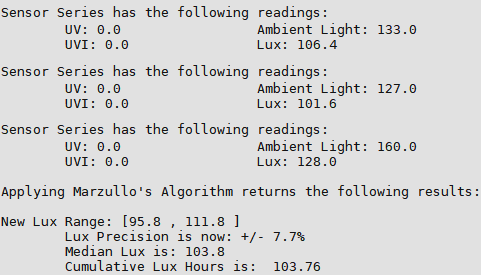 Sensor Series has the following readings:
UV: 0.0 Ambient Light: 133.0
UVI: 0.0 Lux: 106.4
Sensor Series has the following readings:
UV: 0.0 Ambient Light: 127.0
UVI: 0.0 Lux: 101.6
Sensor Series has the following readings:
UV: 0.0 Ambient Light: 160.0
UVI: 0.0 Lux: 128.0
Applying Marzullo's Algorithm returns the following results:
New Lux Range: [95.8 , 111.8 ]
Lux Precision is now: +/- 7.7%
Median Lux is: 103.8
Cumulative Lux Hours is: 103.76